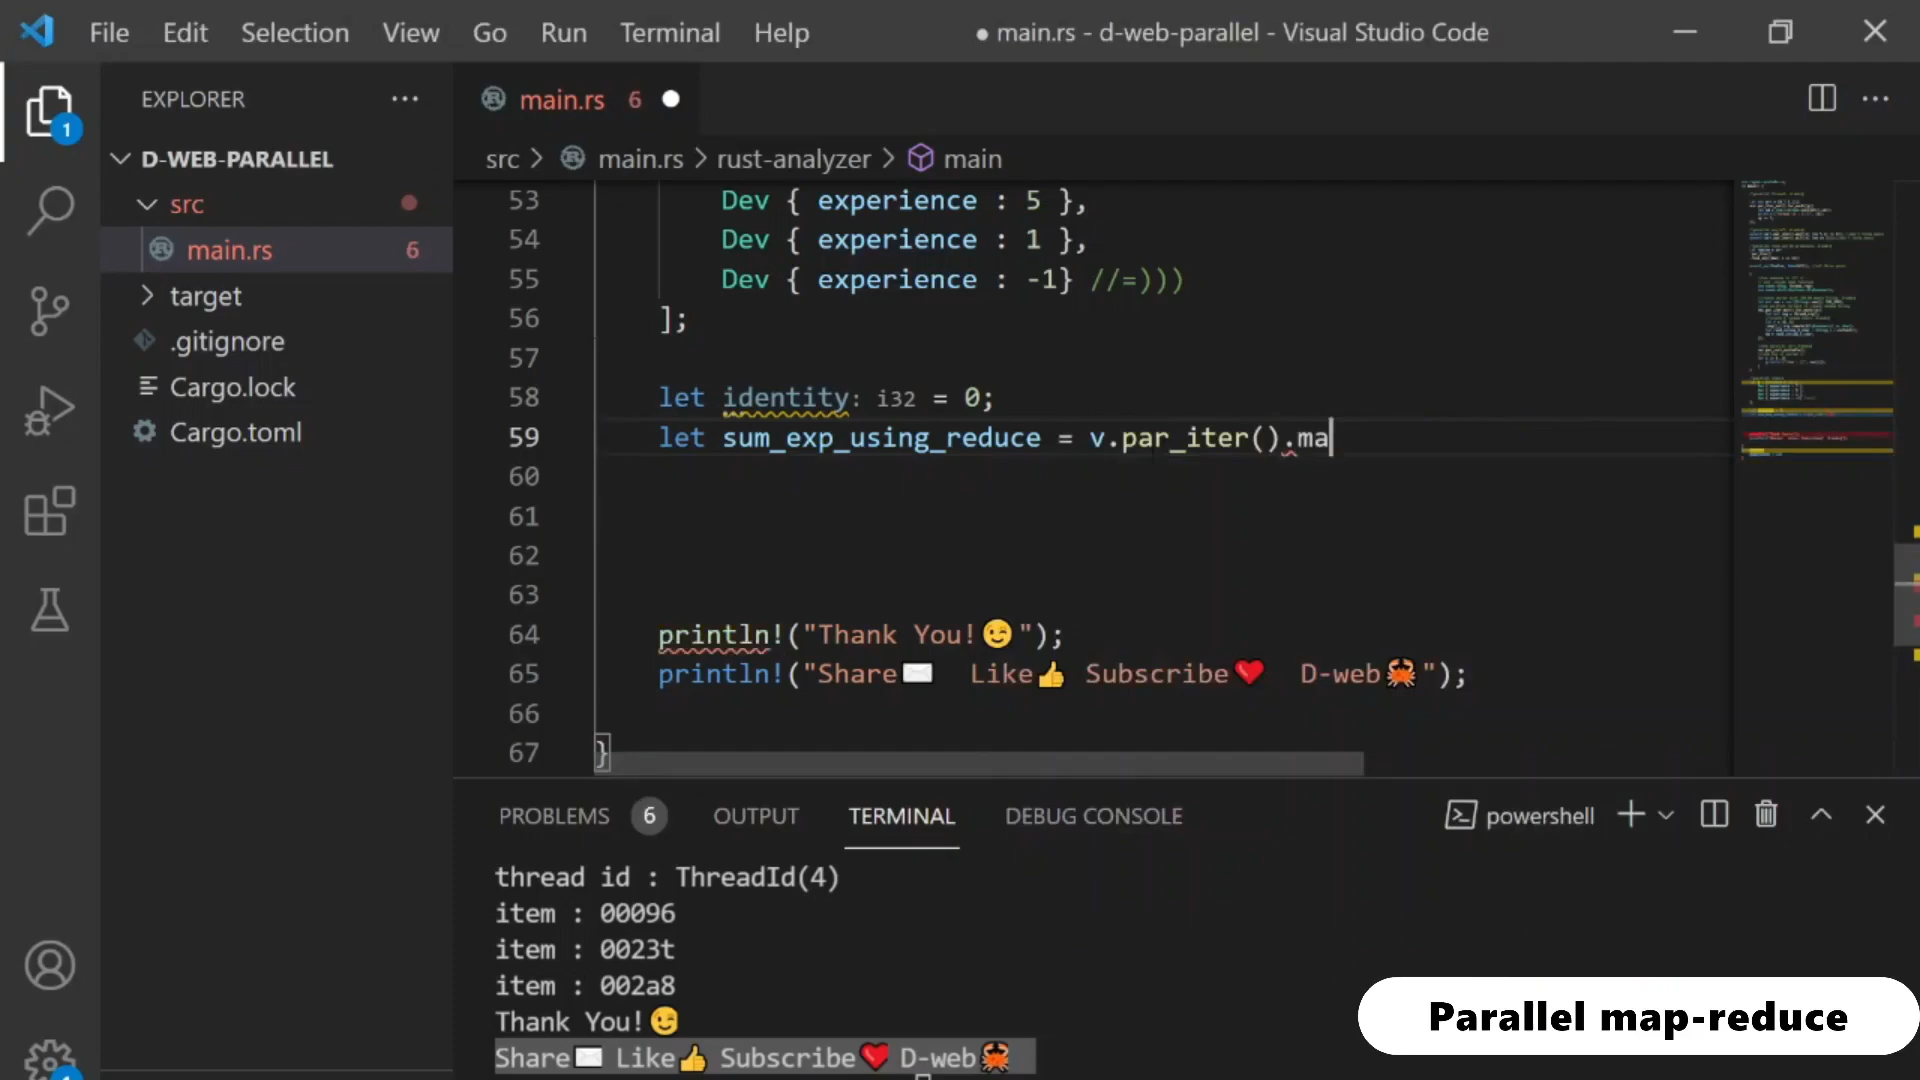 File Edit Selection View Go Run Terminal Help ● main.rs - d-web-parallel - Visual Studio Code
EXPLORER ···
main.rs 6
D-WEB-PARALLEL
src > main.rs > rust-analyzer > main
src
main.rs 6
target
.gitignore
Cargo.lock
Cargo.toml
1
53 Dev { experience : 5 },
54 Dev { experience : 1 },
55 Dev { experience : -1} //=)))
56 ];
57
58 let identity: i32 = 0;
59 let sum_exp_using_reduce = v.par_iter().ma
60
61
62
63
64 println!("Thank You!😉");
65 println!("Share✉️ Like👍 Subscribe❤️ D-web🦀");
66
67 }
PROBLEMS 6 OUTPUT TERMINAL DEBUG CONSOLE powershell
thread id : ThreadId(4)
item : 00096
item : 0023t
item : 002a8
Thank You!😉
Share✉️ Like👍 Subscribe❤️ D-web🦀
Parallel map-reduce